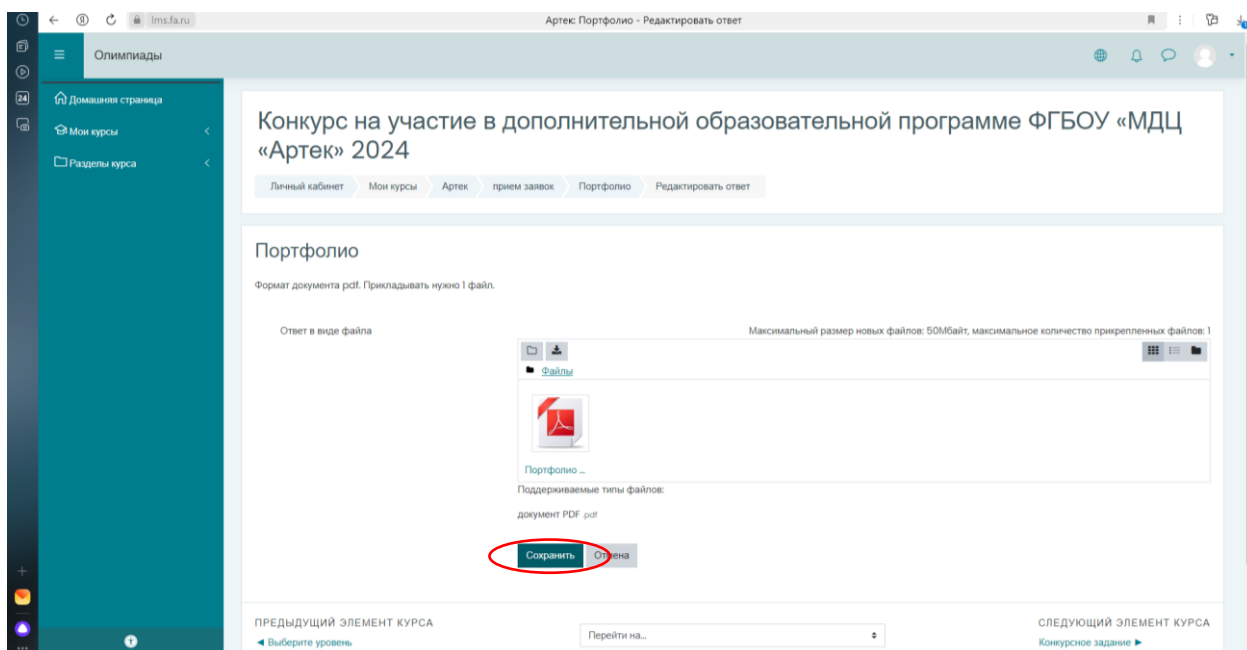 lms.fa.ru
Артек: Портфолио - Редактировать ответ
Олимпиады
24
Домашняя страница
Мои курсы
Разделы курса
Конкурс на участие в дополнительной образовательной программе ФГБОУ «МДЦ
«Артек» 2024
Личный кабинет Мои курсы Артек прием заявок Портфолио Редактировать ответ
Портфолио
Формат документа pdf. Прикладывать нужно 1 файл.
Ответ в виде файла
Максимальный размер новых файлов: 50Мбайт, максимальное количество прикрепленных файлов: 1
Файлы
Портфолио ...
Поддерживаемые типы файлов:
документ PDF .pdf
Сохранить Отмена
ПРЕДЫДУЩИЙ ЭЛЕМЕНТ КУРСА
◄ Выберите уровень
Перейти на...
СЛЕДУЮЩИЙ ЭЛЕМЕНТ КУРСА
Конкурсное задание ►